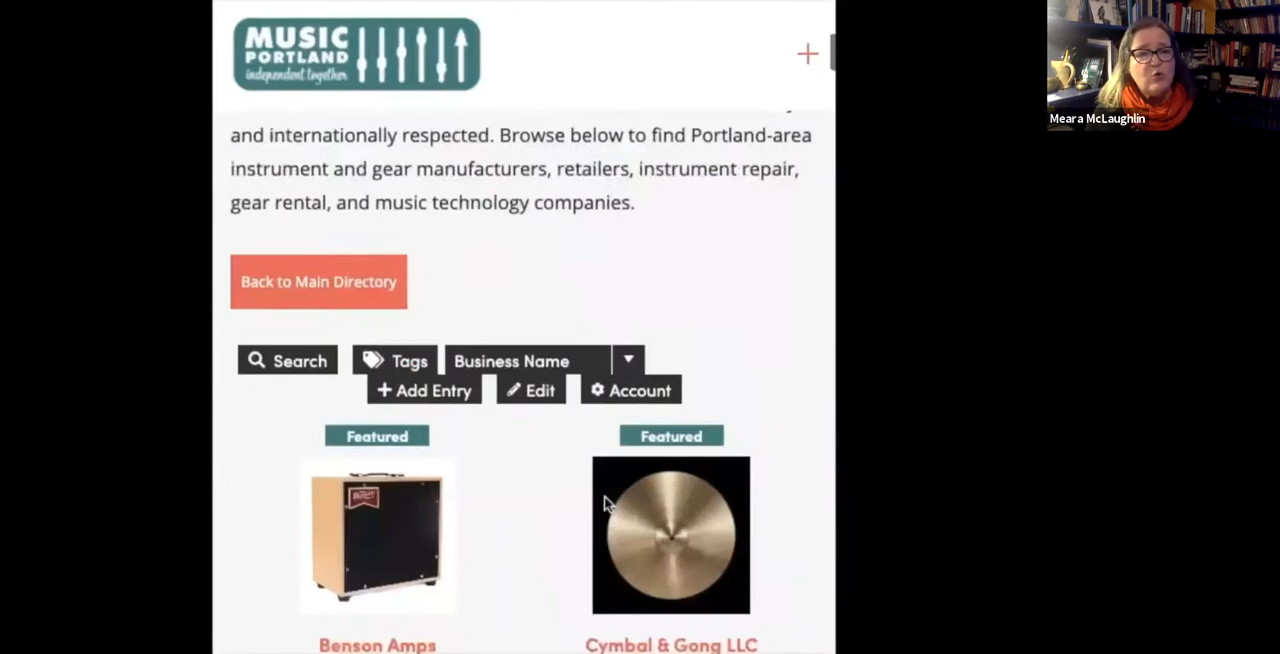 MUSIC
PORTLAND
independent together
Meara McLaughlin
and internationally respected. Browse below to find Portland-area
instrument and gear manufacturers, retailers, instrument repair,
gear rental, and music technology companies.
Back to Main Directory
Search
Tags
Business Name
+ Add Entry
Edit
Account
Featured
Featured
Benson
Benson Amps
Cymbal & Gong LLC